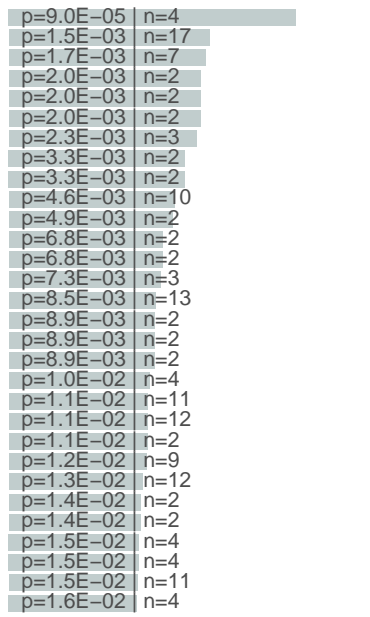 p=9.0E−05 n=4
p=1.5E−03 n=17
p=1.7E−03 n=7
p=2.0E−03 n=2
p=2.0E−03 n=2
p=2.0E−03 n=2
p=2.3E−03 n=3
p=3.3E−03 n=2
p=3.3E−03 n=2
p=4.6E−03 n=10
p=4.9E−03 n=2
p=6.8E−03 n=2
p=6.8E−03 n=2
p=7.3E−03 n=3
p=8.5E−03 n=13
p=8.9E−03 n=2
p=8.9E−03 n=2
p=8.9E−03 n=2
p=1.0E−02 n=4
p=1.1E−02 n=11
p=1.1E−02 n=12
p=1.1E−02 n=2
p=1.2E−02 n=9
p=1.3E−02 n=12
p=1.4E−02 n=2
p=1.4E−02 n=2
p=1.5E−02 n=4
p=1.5E−02 n=4
p=1.5E−02 n=11
p=1.6E−02 n=4